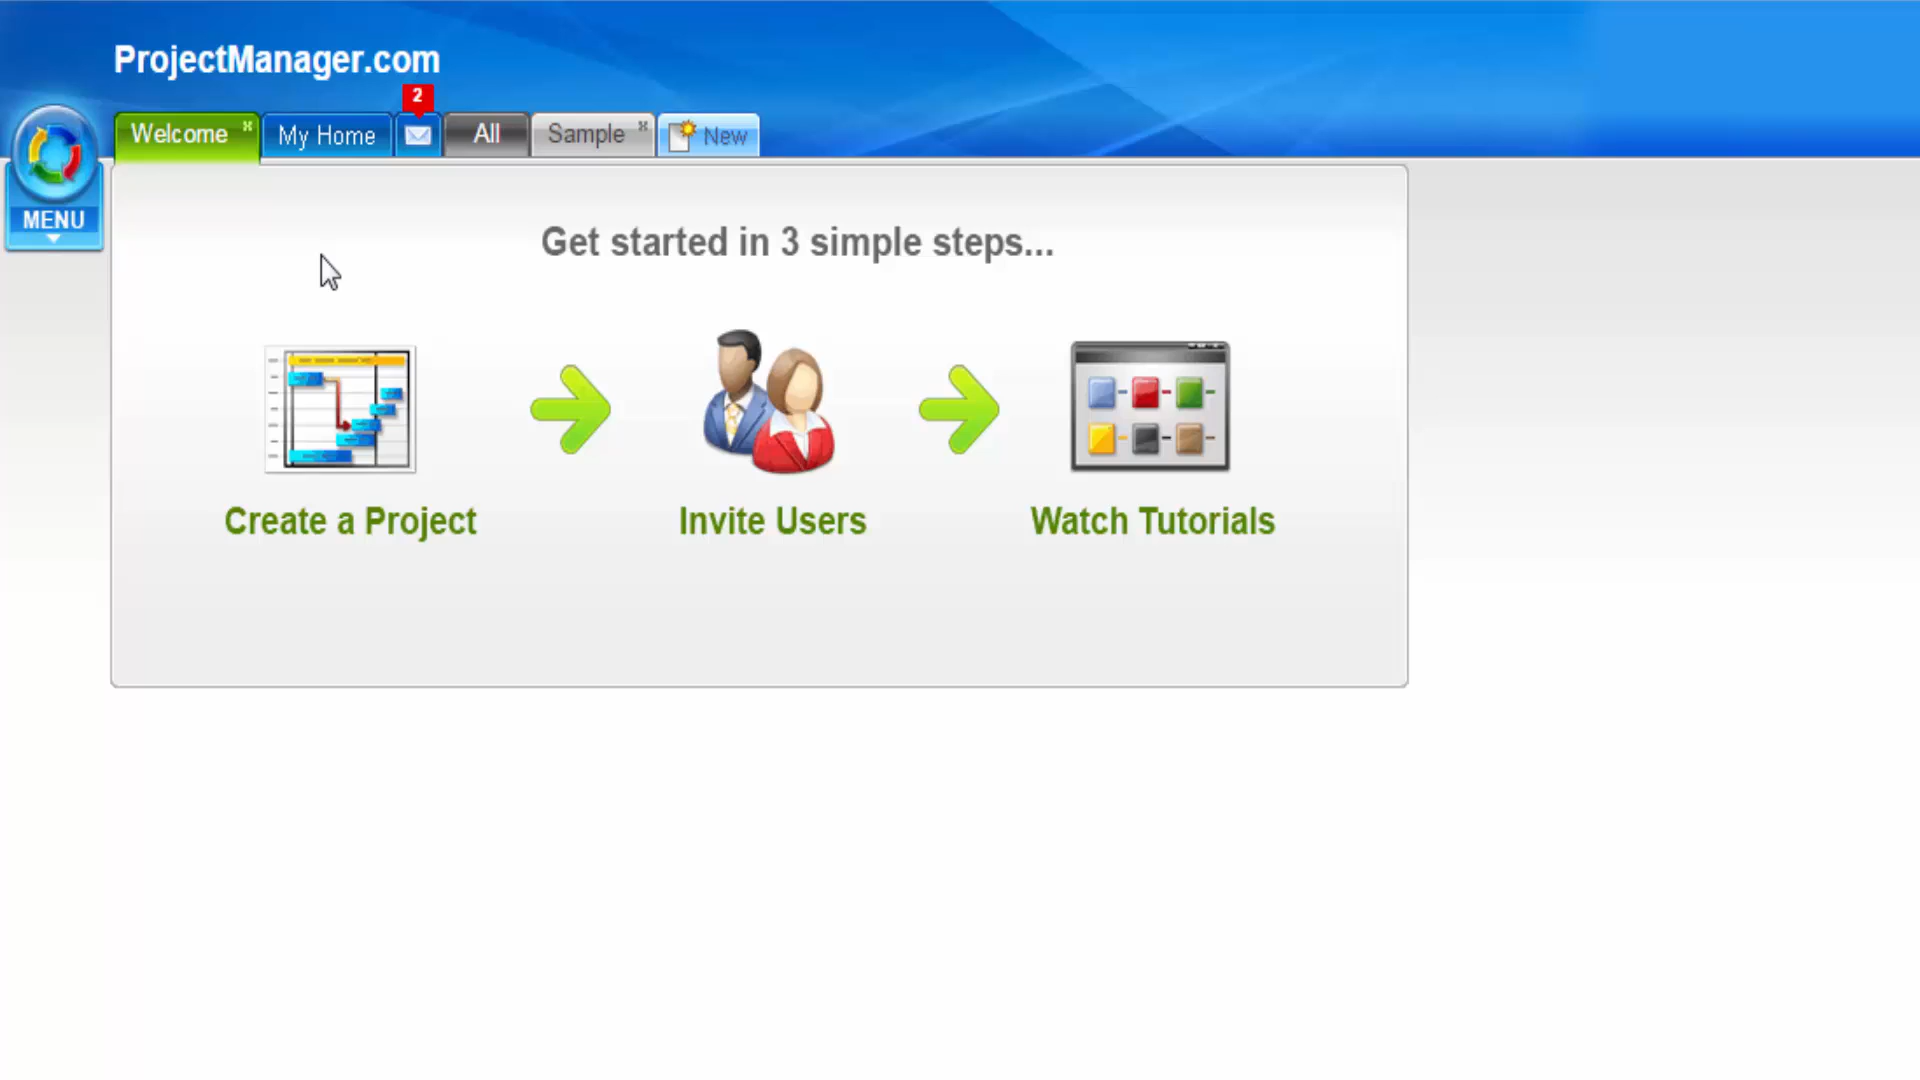 ProjectManager.com
2
Welcome
My Home
All
Sample
New
MENU
Get started in 3 simple steps...
Create a Project
Invite Users
Watch Tutorials